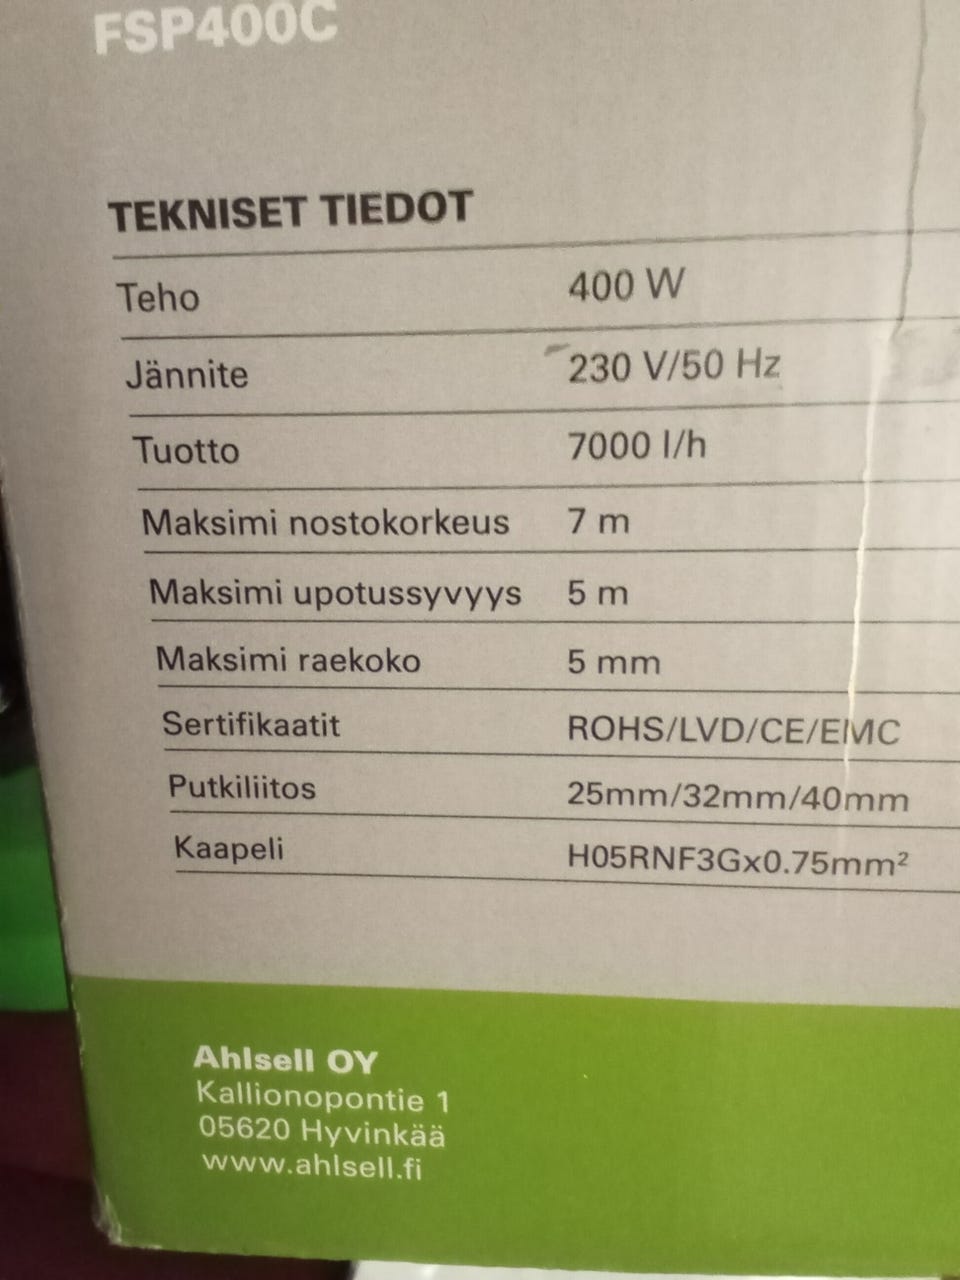 FSP400C
TEKNISET TIEDOT
Teho 400 W
Jännite 230 V/50 Hz
Tuotto 7000 l/h
Maksimi nostokorkeus 7 m
Maksimi upotussyvyys 5 m
Maksimi raekoko 5 mm
Sertifikaatit ROHS/LVD/CE/EMC
Putkiliitos 25mm/32mm/40mm
Kaapeli H05RNF3Gx0.75mm²
Ahlsell OY
Kallionopontie 1
05620 Hyvinkää
www.ahlsell.fi